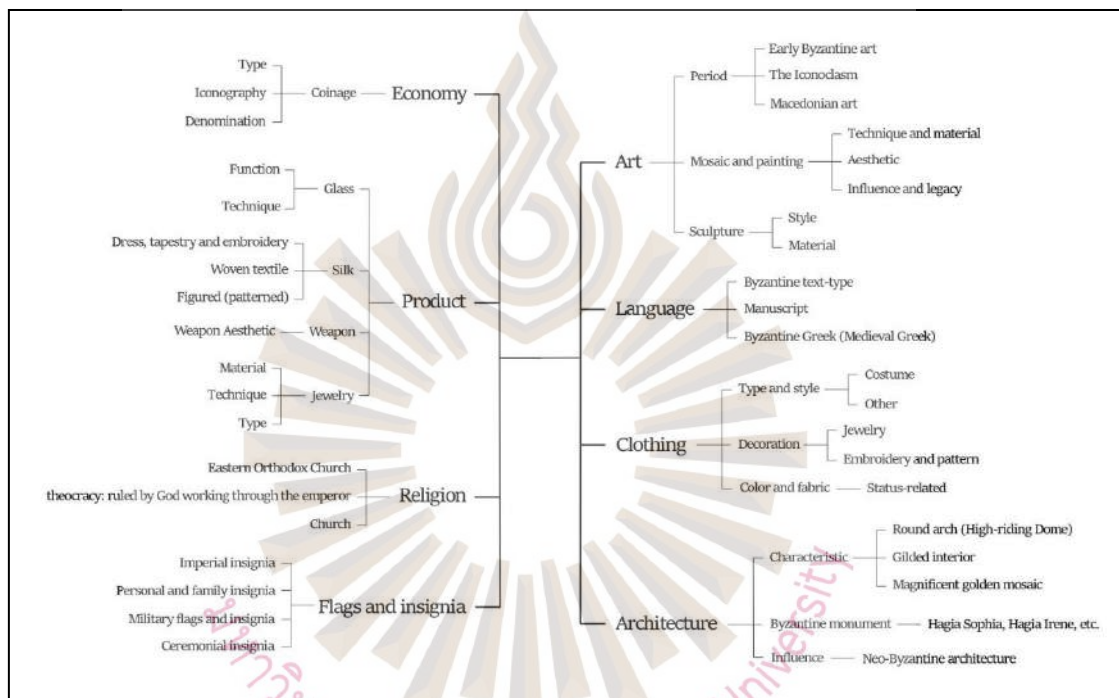 Type
Iconography
Denomination
Coinage
Economy
Function
Technique
Glass
Dress, tapestry and embroidery
Woven textile
Figured (patterned)
Silk
Product
Weapon Aesthetic
Weapon
Material
Technique
Type
Jewelry
Eastern Orthodox Church
theocracy: ruled by God working through the emperor
Church
Religion
Imperial insignia
Personal and family insignia
Military flags and insignia
Ceremonial insignia
Flags and insignia
Art
Period
Early Byzantine art
The Iconoclasm
Macedonian art
Mosaic and painting
Technique and material
Aesthetic
Influence and legacy
Sculpture
Style
Material
Language
Byzantine text-type
Manuscript
Byzantine Greek (Medieval Greek)
Clothing
Type and style
Costume
Other
Decoration
Jewelry
Embroidery and pattern
Color and fabric
Status-related
Architecture
Characteristic
Round arch (High-riding Dome)
Gilded interior
Magnificent golden mosaic
Byzantine monument
Hagia Sophia, Hagia Irene, etc.
Influence
Neo-Byzantine architecture
University